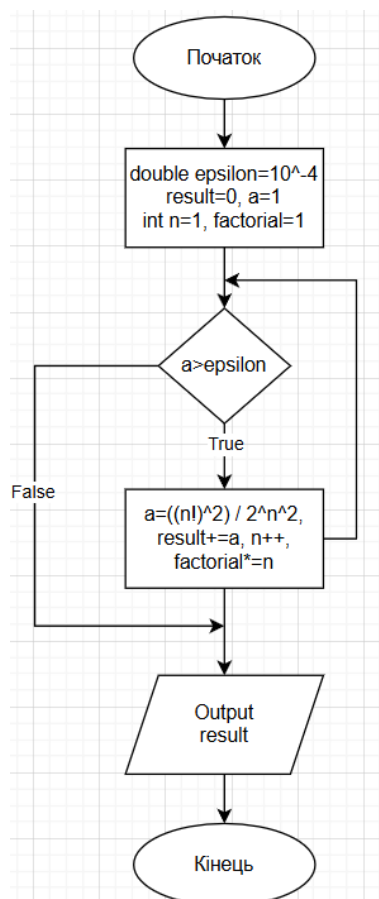 Початок
double epsilon=10^-4
result=0, a=1
int n=1, factorial=1
a>epsilon
True
False
a=((n!)^2) / 2^n^2,
result+=a, n++,
factorial*=n
Output
result
Кінець